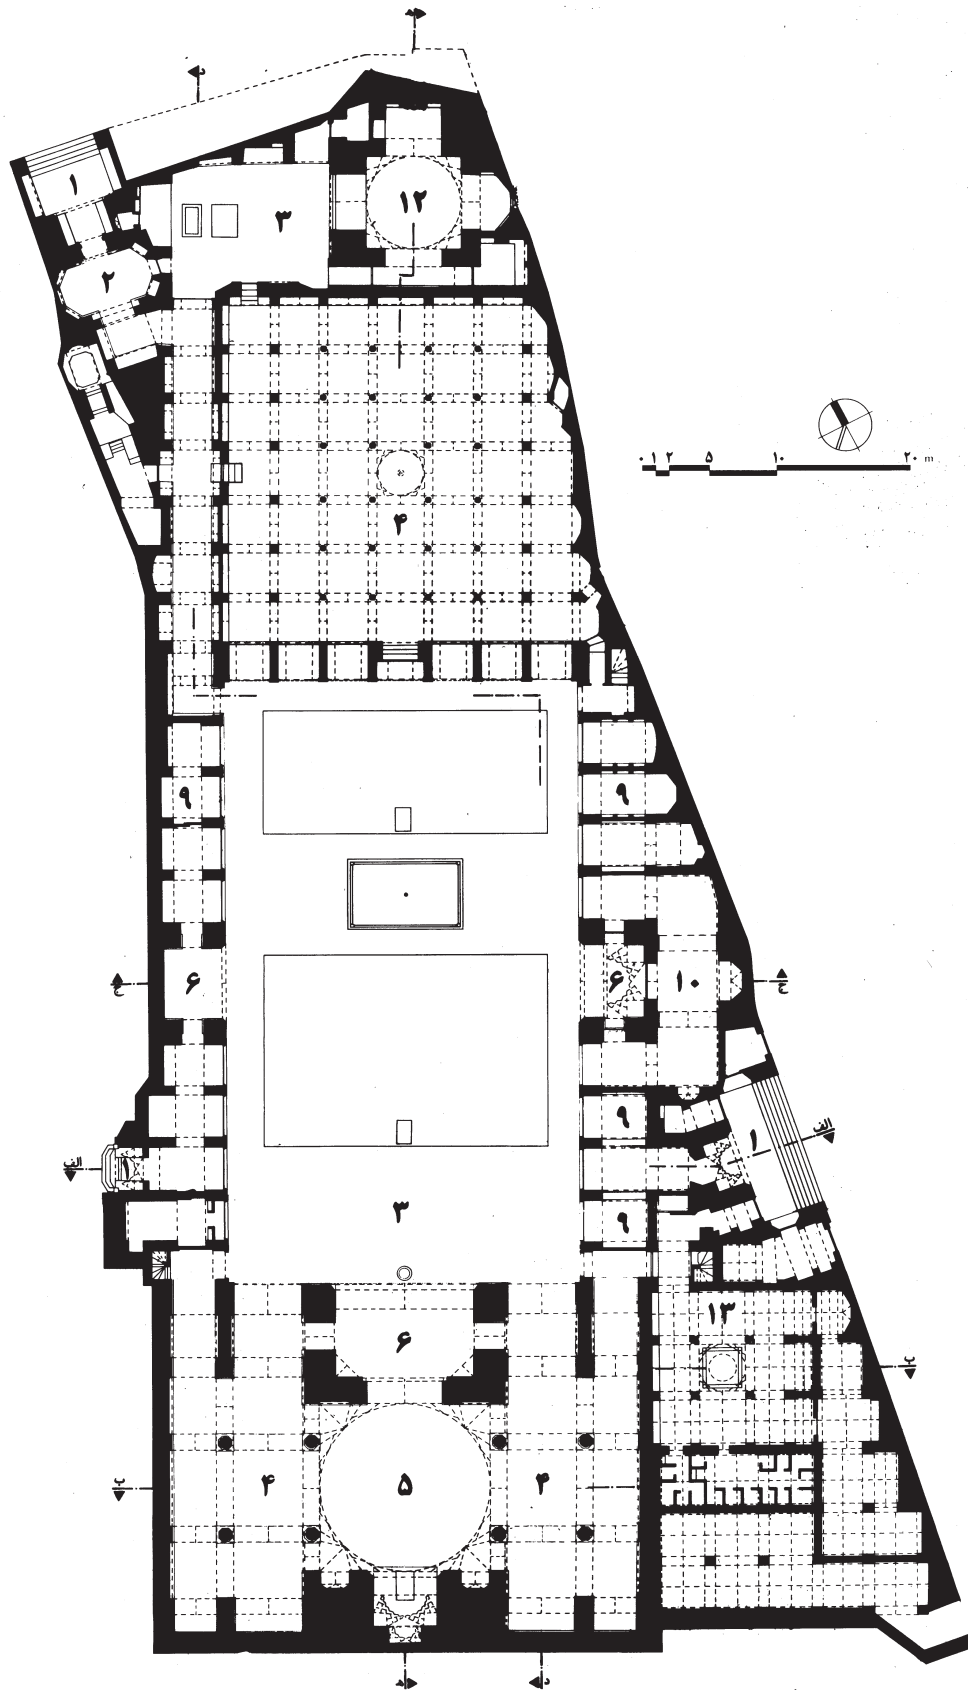 ه
د
۱
۱۲
۳
۲
۰ ۱ ۲ ۵ ۱۰ ۲۰ m
۴
۹
۹
ج
۶
۶
۱۰
ج
۹
الف
۱
الف
۱
۳
۹
۱۳
۶
ب
۴
۵
۴
ب
ه
د